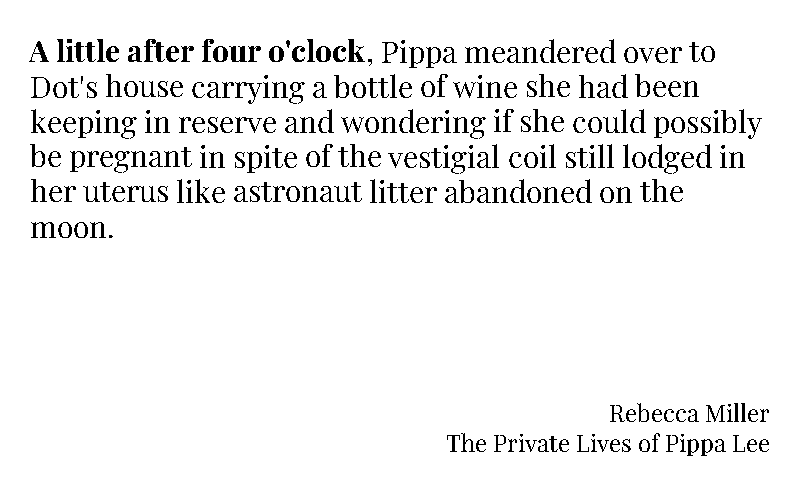 A little after four o'clock, Pippa meandered over to
Dot's house carrying a bottle of wine she had been
keeping in reserve and wondering if she could possibly
be pregnant in spite of the vestigial coil still lodged in
her uterus like astronaut litter abandoned on the
moon.
Rebecca Miller
The Private Lives of Pippa Lee